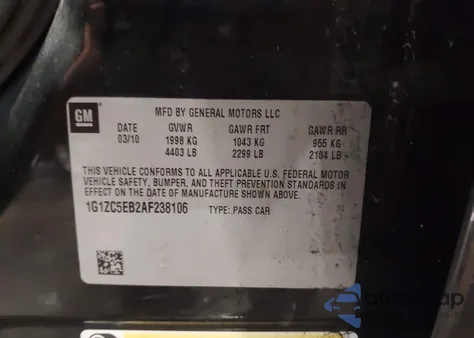 GM
MFD BY GENERAL MOTORS LLC
DATE GVWR GAWR FRT GAWR RR
03/10 1998 KG 1043 KG 955 KG
4403 LB 2299 LB 2104 LB
THIS VEHICLE CONFORMS TO ALL APPLICABLE U.S. FEDERAL MOTOR
VEHICLE SAFETY, BUMPER, AND THEFT PREVENTION STANDARDS IN
EFFECT ON THE DATE OF MANUFACTURE SHOWN ABOVE.
1G1ZC5EB2AF238106 TYPE: PASS CAR